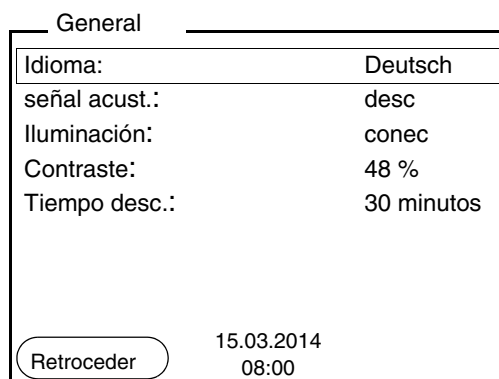 General
Idioma: Deutsch
señal acust.: desc
Iluminación: conec
Contraste: 48 %
Tiempo desc.: 30 minutos
15.03.2014
Retroceder 08:00